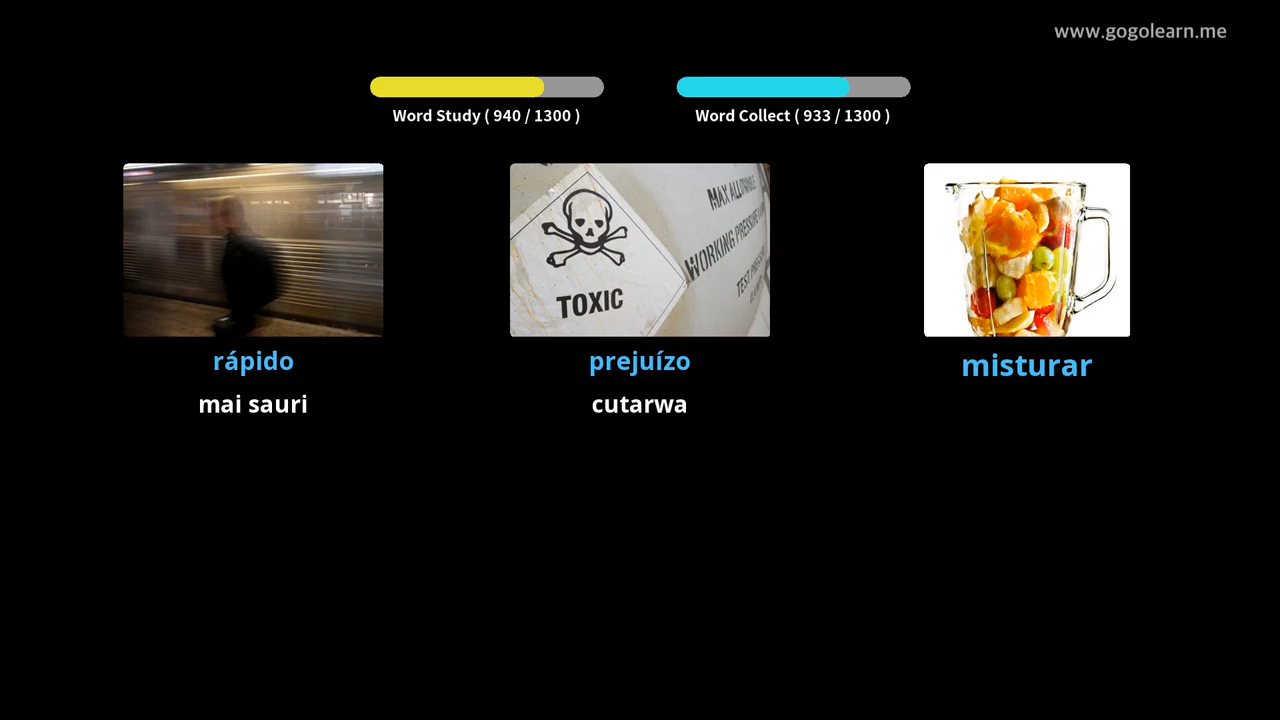 www.gogolearn.me
Word Study ( 940 / 1300 )
Word Collect ( 933 / 1300 )
TOXIC
MAX ALLOWABLE
WORKING PRESSURE
rápido
prejuízo
misturar
mai sauri
cutarwa